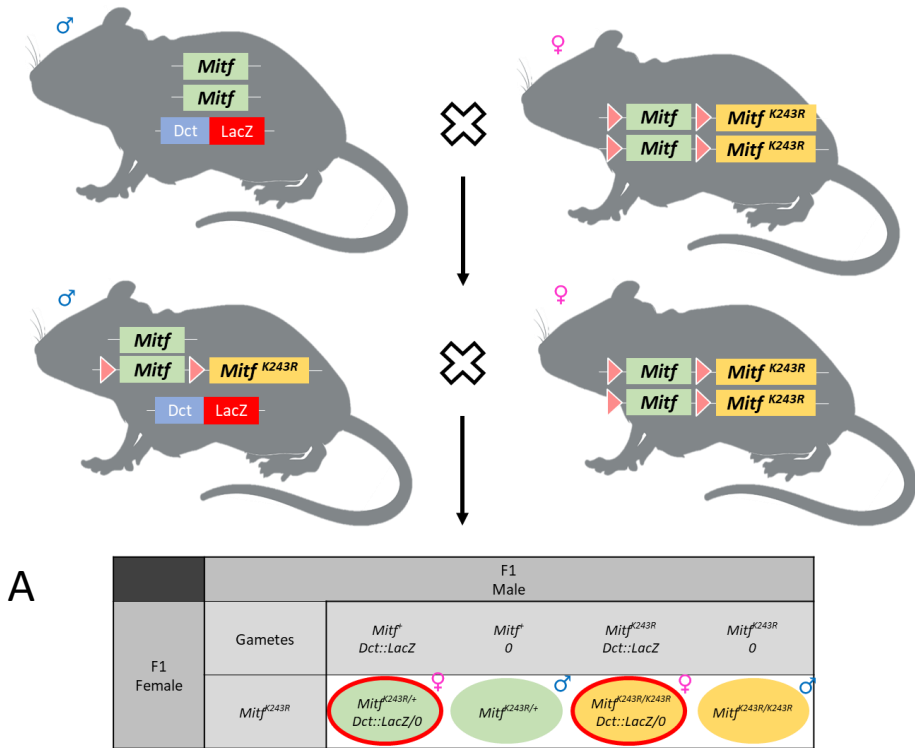 ♂
♀
Mitf
Mitf
Dct LacZ
Mitf Mitf K243R
Mitf Mitf K243R
♂
♀
Mitf
Mitf Mitf K243R
Dct LacZ
Mitf Mitf K243R
Mitf Mitf K243R
A
F1
Male
F1
Female
Gametes
Mitf+
Dct::LacZ
Mitf+
0
MitfK243R
Dct::LacZ
MitfK243R
0
MitfK243R
♀
MitfK243R/+
Dct::LacZ/0
♂
MitfK243R/+
♀
MitfK243R/K243R
Dct::LacZ/0
♂
MitfK243R/K243R